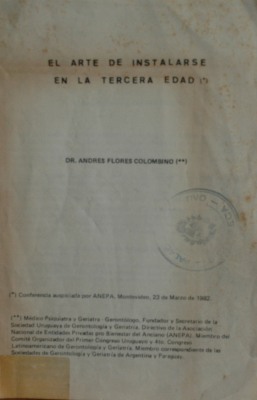 EL ARTE DE INSTALARSE
EN LA TERCERA EDAD (*)
DR. ANDRES FLORES COLOMBINO (**)
(*) Conferencia auspiciada por ANEPA, Montevideo, 22 de Marzo de 1982.
(**) Médico Psiquiatra y Geriatra-Gerontólogo, Fundador y Secretario de la
Sociedad Uruguaya de Gerontología y Geriatría. Directivo de la Asociación
Nacional de Entidades Privadas pro Bienestar del Anciano (ANEPA). Miembro del
Comité Organizador del Primer Congreso Uruguayo y 4to. Congreso
Latinoamericano de Gerontología y Geriatría. Miembro correspondiente de las
Sociedades de Gerontología y Geriatría de Argentina y Paraguay.